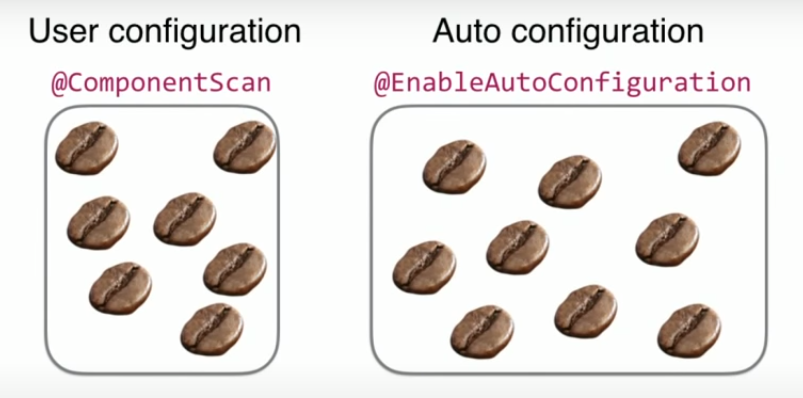 User configuration
@ComponentScan
Auto configuration
@EnableAutoConfiguration